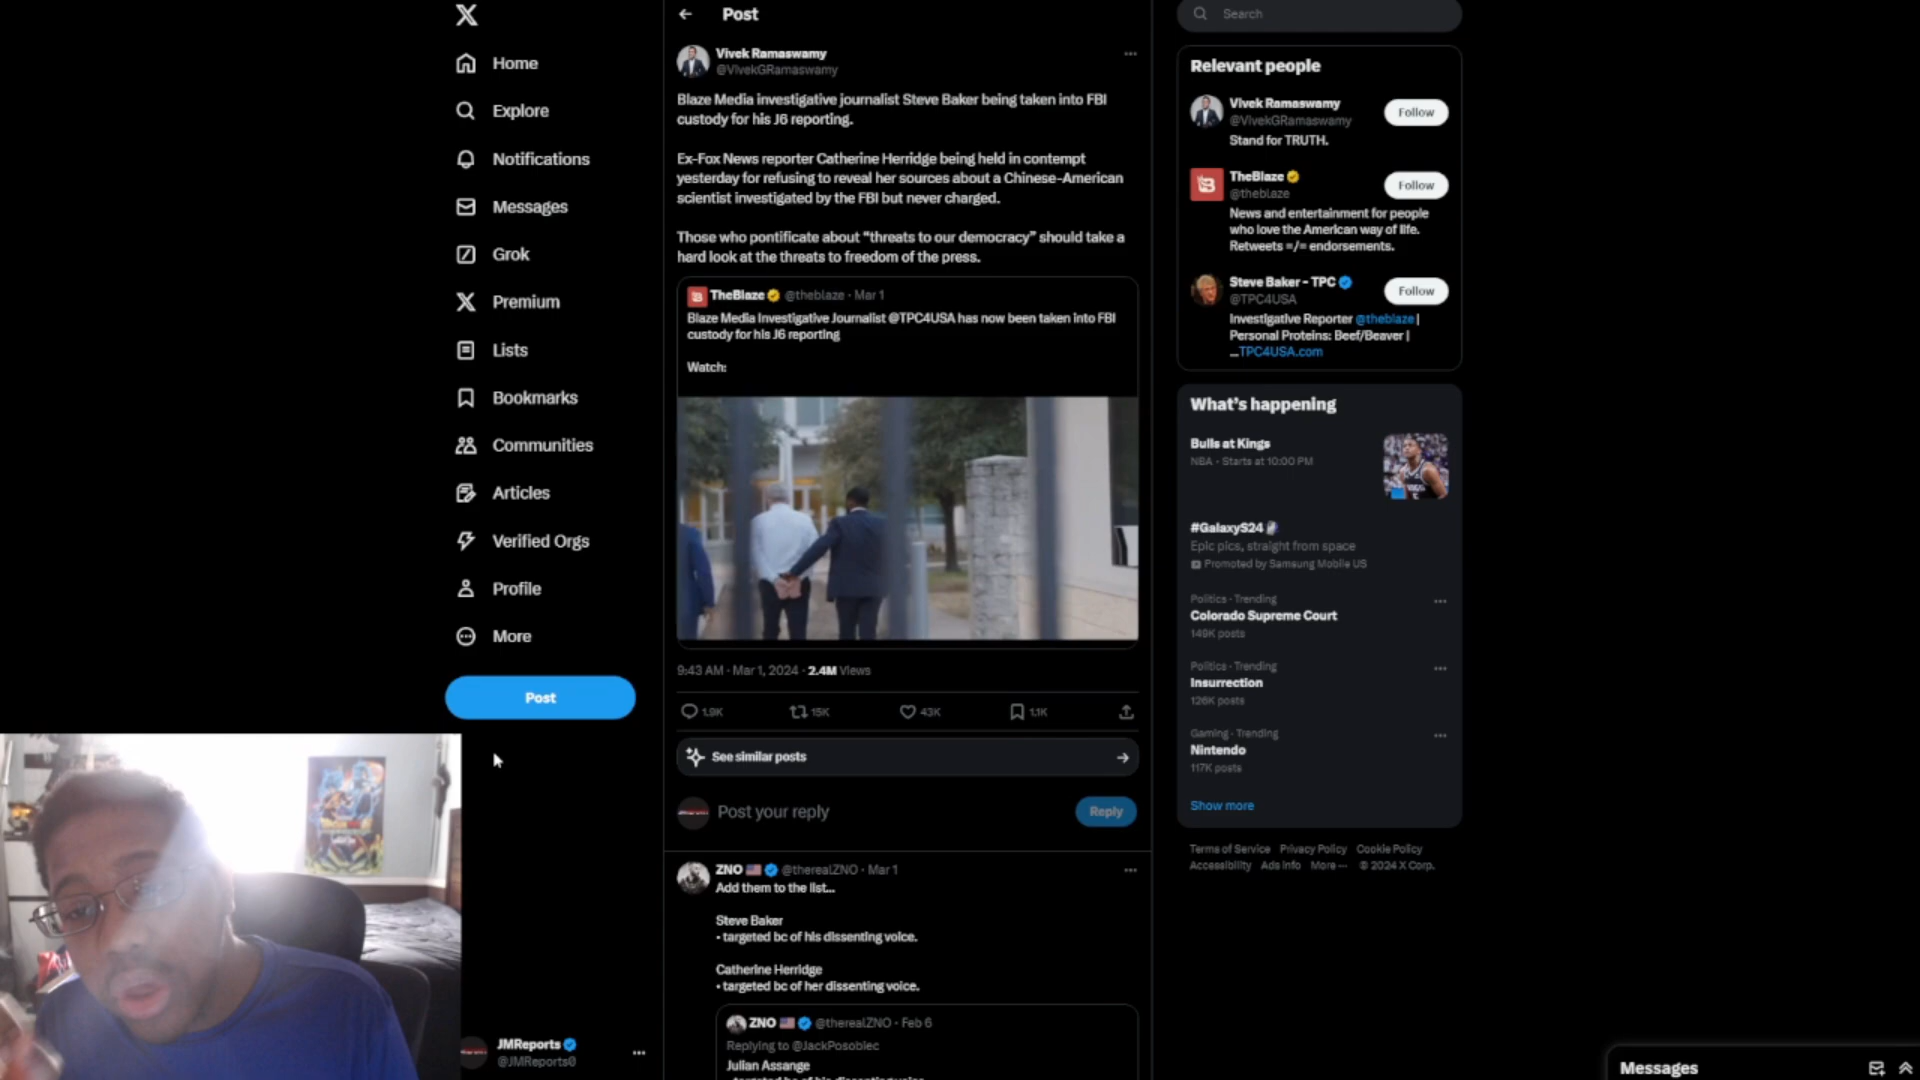 Home
Explore
Notifications
Messages
Grok
Premium
Lists
Bookmarks
Communities
Articles
Verified Orgs
Profile
More
Post
JMReports
@JMReports0
Post
Vivek Ramaswamy
@VivekGRamaswamy
Blaze Media investigative journalist Steve Baker being taken into FBI
custody for his J6 reporting.
Ex-Fox News reporter Catherine Herridge being held in contempt
yesterday for refusing to reveal her sources about a Chinese-American
scientist investigated by the FBI but never charged.
Those who pontificate about “threats to our democracy” should take a
hard look at the threats to freedom of the press.
TheBlaze @theblaze · Mar 1
Blaze Media Investigative Journalist @TPC4USA has now been taken into FBI
custody for his J6 reporting
Watch:
9:43 AM · Mar 1, 2024 · 2.4M Views
1.9K 15K 43K 1.1K
See similar posts
Post your reply
Reply
ZNO @therealZNO · Mar 1
Add them to the list...
Steve Baker
• targeted bc of his dissenting voice.
Catherine Herridge
• targeted bc of her dissenting voice.
ZNO @therealZNO · Feb 6
Replying to @JackPosobiec
Julian Assange
Search
Relevant people
Vivek Ramaswamy
@VivekGRamaswamy
Follow
Stand for TRUTH.
TheBlaze
@theblaze
Follow
News and entertainment for people
who love the American way of life.
Retweets =/= endorsements.
Steve Baker - TPC
@TPC4USA
Follow
Investigative Reporter @theblaze |
Personal Proteins: Beef/Beaver |
...TPC4USA.com
What's happening
Bulls at Kings
NBA · Starts at 10:00 PM
#GalaxyS24
Epic pics, straight from space
Promoted by Samsung Mobile US
Politics · Trending
Colorado Supreme Court
149K posts
Politics · Trending
Insurrection
126K posts
Gaming · Trending
Nintendo
117K posts
Show more
Terms of Service Privacy Policy Cookie Policy
Accessibility Ads info More ··· © 2024 X Corp.
Messages